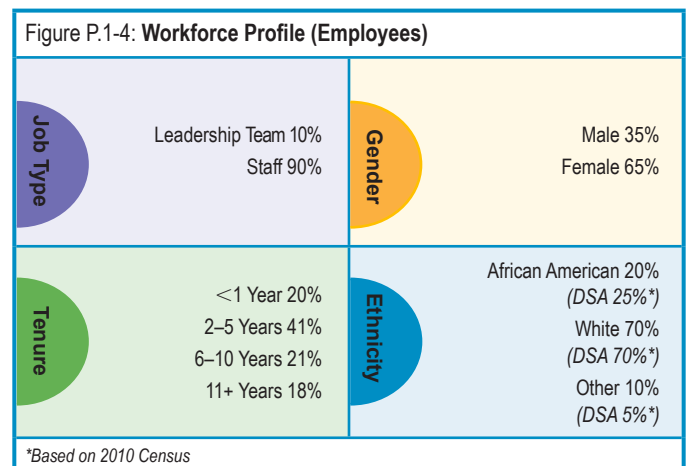 Figure P.1-4: Workforce Profile (Employees)
Job Type
Leadership Team 10%
Staff 90%
Gender
Male 35%
Female 65%
Tenure
<1 Year 20%
2–5 Years 41%
6–10 Years 21%
11+ Years 18%
Ethnicity
African American 20%
(DSA 25%*)
White 70%
(DSA 70%*)
Other 10%
(DSA 5%*)
*Based on 2010 Census